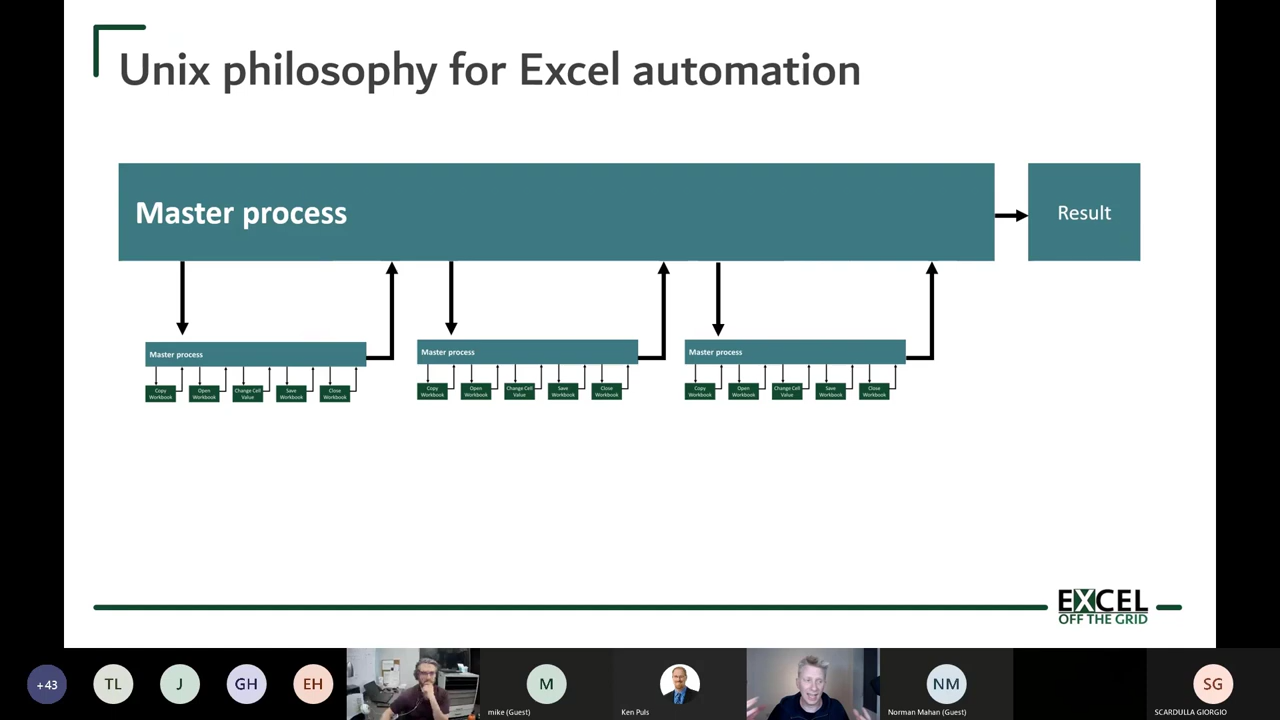 Unix philosophy for Excel automation
Master process
Result
Master process
Copy
Workbook
Open
Workbook
Change Cell
Value
Save
Workbook
Close
Workbook
Master process
Copy
Workbook
Open
Workbook
Change Cell
Value
Save
Workbook
Close
Workbook
Master process
Copy
Workbook
Open
Workbook
Change Cell
Value
Save
Workbook
Close
Workbook
EXCEL
OFF THE GRID
+43
TL
J
GH
EH
M
mike (Guest)
Ken Puls
NM
Norman Mahan (Guest)
SG
SCARDULLA GIORGIO